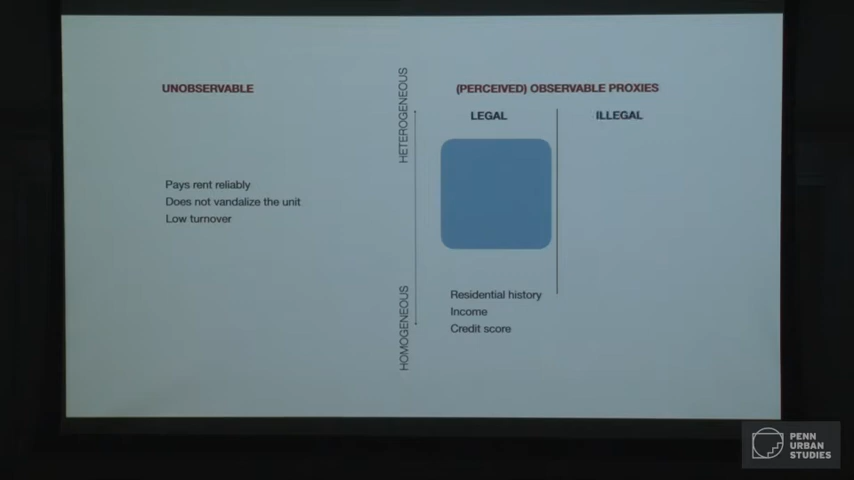 UNOBSERVABLE
Pays rent reliably
Does not vandalize the unit
Low turnover
HETEROGENEOUS
HOMOGENEOUS
(PERCEIVED) OBSERVABLE PROXIES
LEGAL
ILLEGAL
Residential history
Income
Credit score
PENN
URBAN
STUDIES